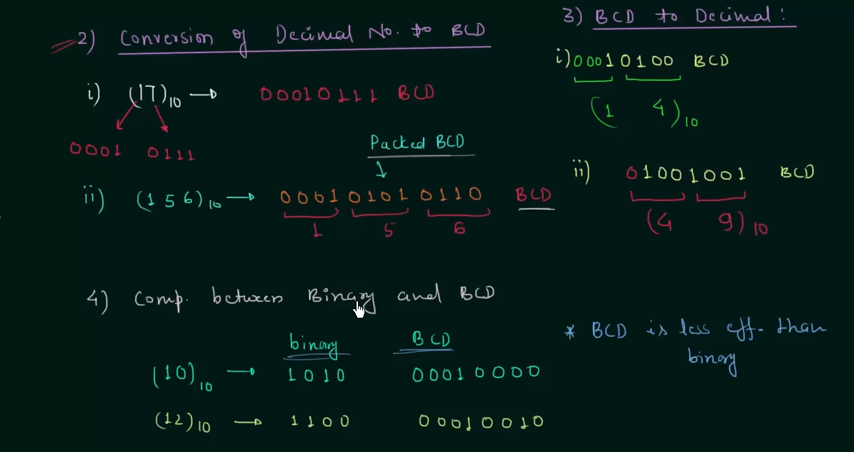 2) Conversion of Decimal No. to BCD
i) (17)10 → 00010111 BCD
0001 0111
Packed BCD
ii) (156)10 → 0001 0101 0110 BCD
1 5 6
3) BCD to Decimal :
i) 0001 0100 BCD
(1 4)10
ii) 01001001 BCD
(4 9)10
4) Comp. between Binary and BCD
binary BCD
(10)10 → 1010 00010000
(12)10 → 1100 00010010
* BCD is less eff. than
binary